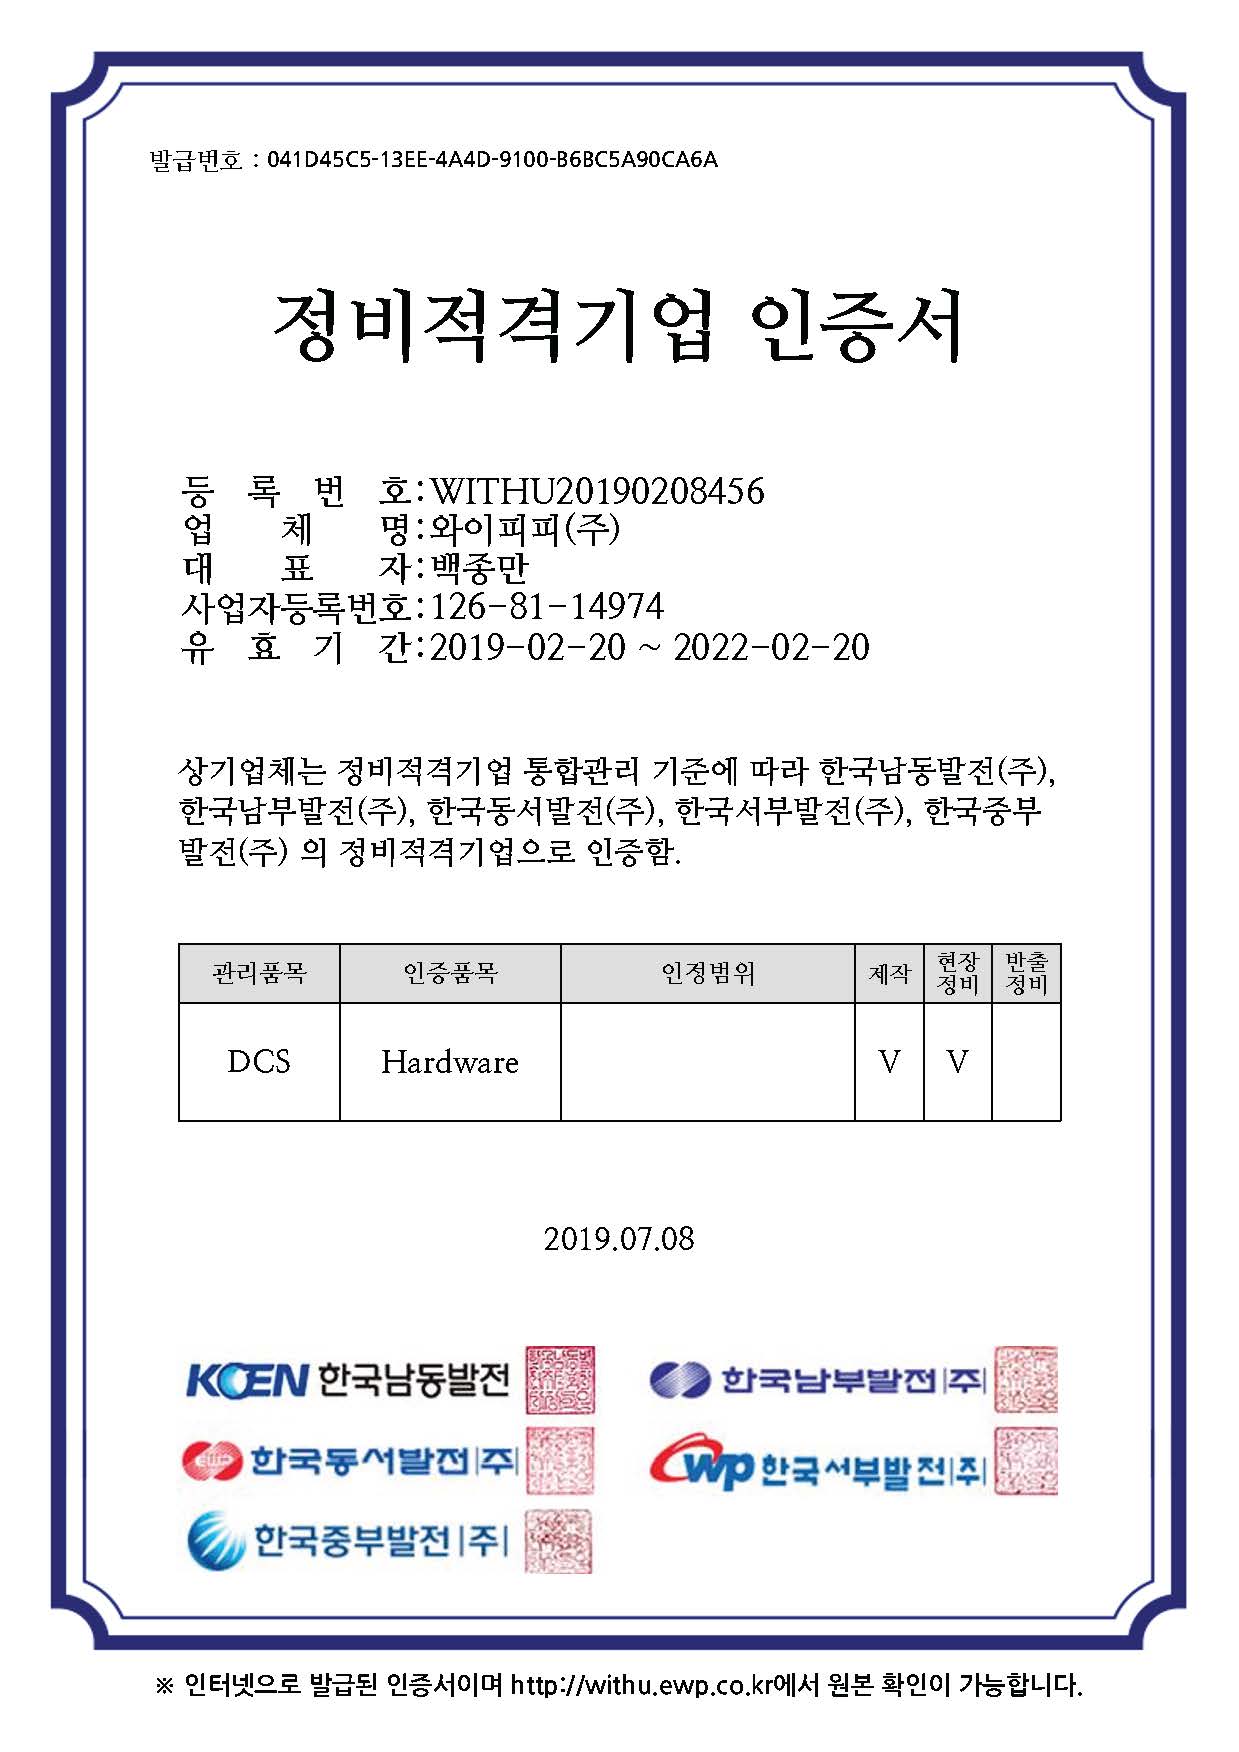 발급번호 : 041D45C5-13EE-4A4D-9100-B6BC5A90CA6A
정비적격기업 인증서
등 록 번 호:WITHU20190208456
업 체 명:와이피피(주)
대 표 자:백종만
사업자등록번호:126-81-14974
유 효 기 간:2019-02-20 ~ 2022-02-20
상기업체는 정비적격기업 통합관리 기준에 따라 한국남동발전(주),
한국남부발전(주), 한국동서발전(주), 한국서부발전(주), 한국중부
발전(주) 의 정비적격기업으로 인증함.
관리품목 인증품목 인정범위 제작 현장정비 반출정비
DCS Hardware V V
2019.07.08
KOEN 한국남동발전 한국남부발전|주|
EWP 한국동서발전|주| WP 한국서부발전|주|
한국중부발전|주|
※ 인터넷으로 발급된 인증서이며 http://withu.ewp.co.kr에서 원본 확인이 가능합니다.